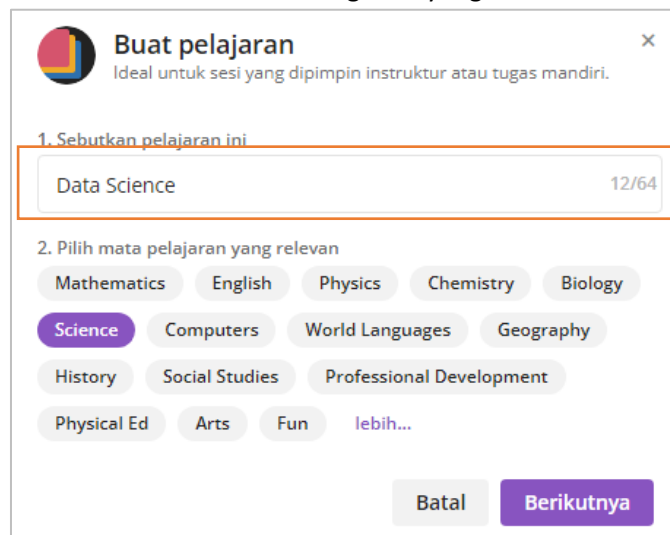 Buat pelajaran
Ideal untuk sesi yang dipimpin instruktur atau tugas mandiri.
1. Sebutkan pelajaran ini
Data Science 12/64
2. Pilih mata pelajaran yang relevan
Mathematics English Physics Chemistry Biology
Science Computers World Languages Geography
History Social Studies Professional Development
Physical Ed Arts Fun lebih...
Batal Berikutnya